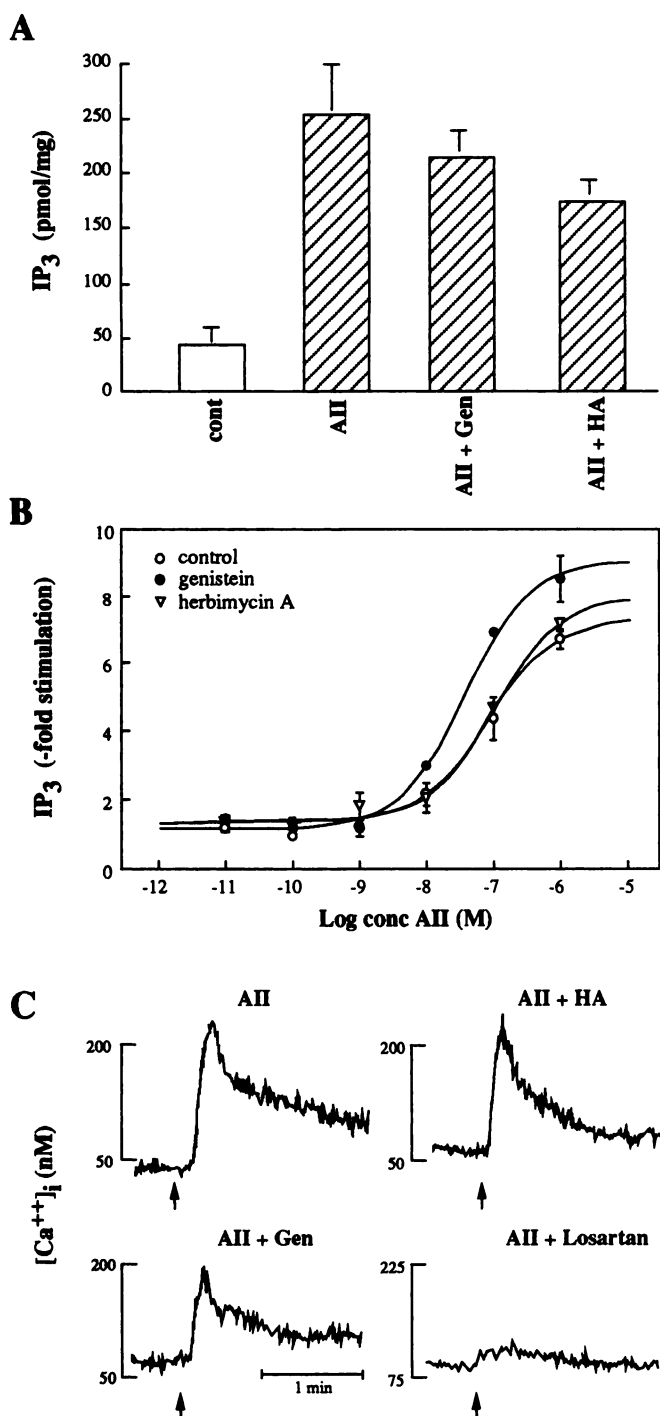 A
300
250
200
150
100
50
0
IP3 (pmol/mg)
cont
AII
AII + Gen
AII + HA
B
10
8
6
4
2
0
IP3 (-fold stimulation)
control
genistein
herbimycin A
-12 -11 -10 -9 -8 -7 -6 -5
Log conc AII (M)
C
AII
AII + HA
200
50
200
50
[Ca++]i (nM)
AII + Gen
AII + Losartan
200
50
225
75
1 min